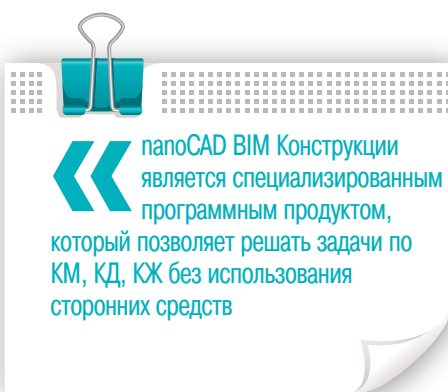 « nanoCAD BIM Конструкции
является специализированным
программным продуктом,
который позволяет решать задачи по
КМ, КД, КЖ без использования
сторонних средств